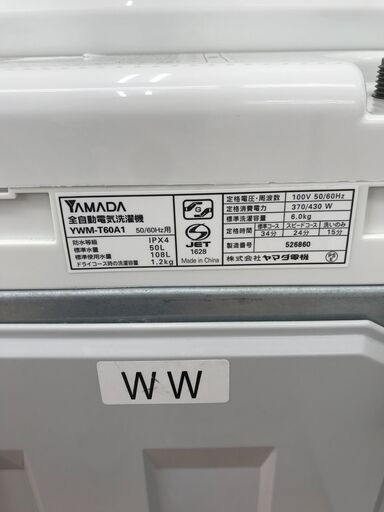 YAMADA
全自動電気洗濯機
YWM-T60A1 50/60Hz用
防水等級 IPX4
標準水量 50L
標準使用水量 108L
ドライコース時の洗濯容量 1.2kg
S
JET
1628
Made in China
定格電圧・周波数 100V 50/60Hz
定格消費電力 370/430 W
標準洗濯容量 6.0kg
定格時間 標準コース スピードコース 洗いのみ
34分 24分 15分
製造番号 526860
株式会社ヤマダ電機
WW